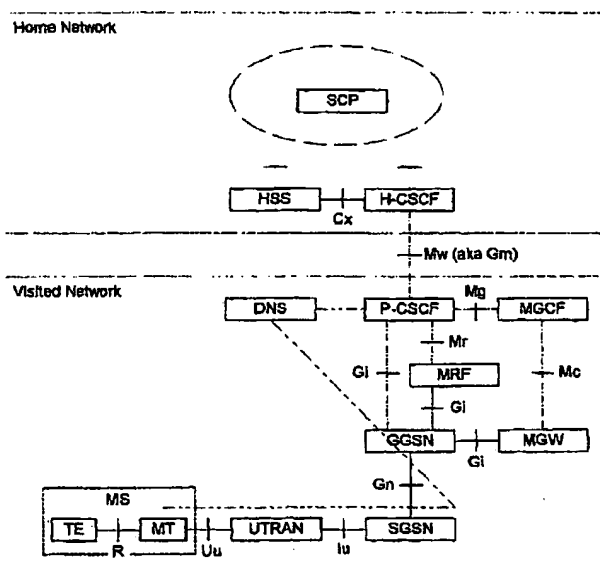 Home Network
SCP
HSS
H-CSCF
Cx
Mw (aka Gm)
Visited Network
DNS
P-CSCF
Mg
MGCF
Mr
Gi
MRF
Mc
Gi
GGSN
MGW
Gi
Gn
MS
TE
MT
UTRAN
SGSN
R
Uu
Iu